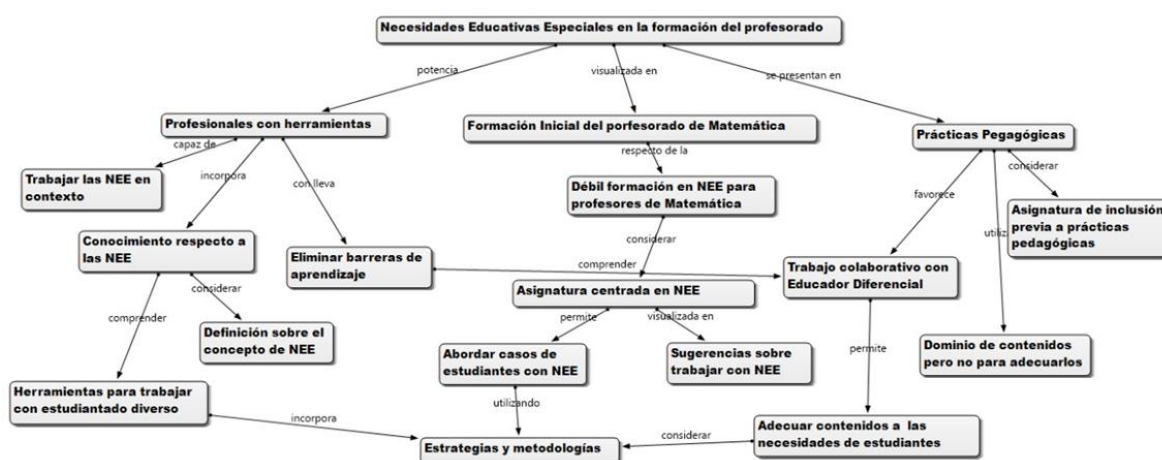 Necesidades Educativas Especiales en la formación del profesorado
potencia
visualizada en
se presentan en
Profesionales con herramientas
Formación Inicial del porfesorado de Matemática
Prácticas Pegagógicas
capaz de
incorpora
con lleva
respecto de la
favorece
considerar
utiliz
Trabajar las NEE en
contexto
Débil formación en NEE para
profesores de Matemática
Asignatura de inclusión
previa a prácticas
pedagógicas
Conocimiento respecto a
las NEE
Eliminar barreras de
aprendizaje
considerar
comprender
Trabajo colaborativo con
Educador Diferencial
comprender
considerar
Asignatura centrada en NEE
permite
visualizada en
permite
Definición sobre el
concepto de NEE
Abordar casos de
estudiantes con NEE
Sugerencias sobre
trabajar con NEE
Dominio de contenidos
pero no para adecuarlos
Herramientas para trabajar
con estudiantado diverso
incorpora
utilizando
considerar
Estrategias y metodologías
Adecuar contenidos a las
necesidades de estudiantes